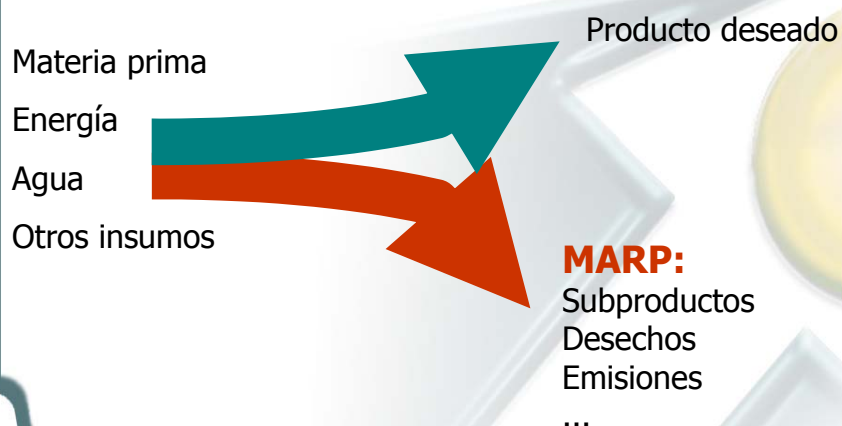 Producto deseado
Materia prima
Energía
Agua
Otros insumos
MARP:
Subproductos
Desechos
Emisiones
...